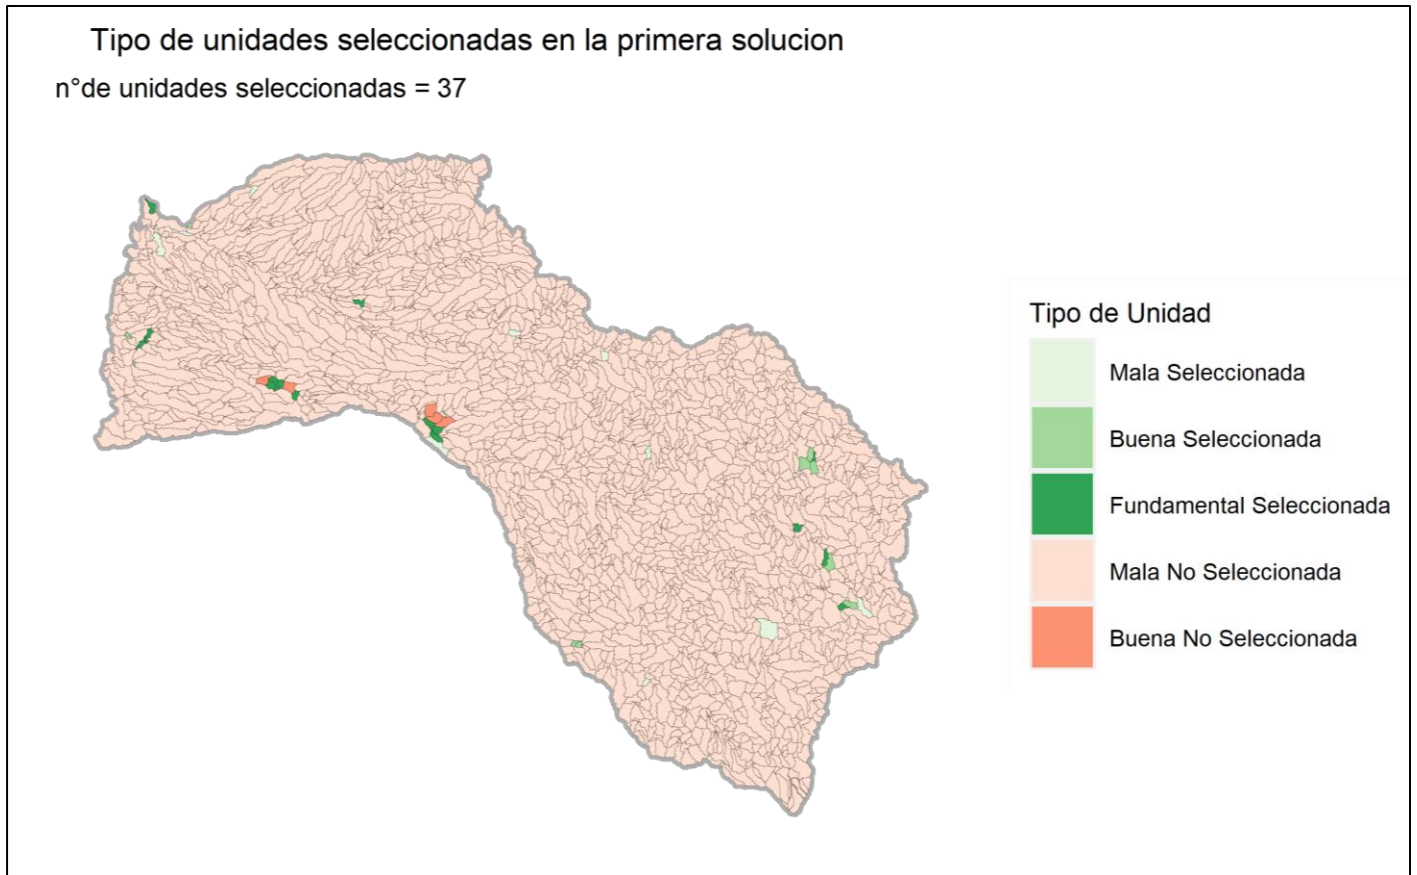 Tipo de unidades seleccionadas en la primera solucion
n°de unidades seleccionadas = 37
Tipo de Unidad
Mala Seleccionada
Buena Seleccionada
Fundamental Seleccionada
Mala No Seleccionada
Buena No Seleccionada